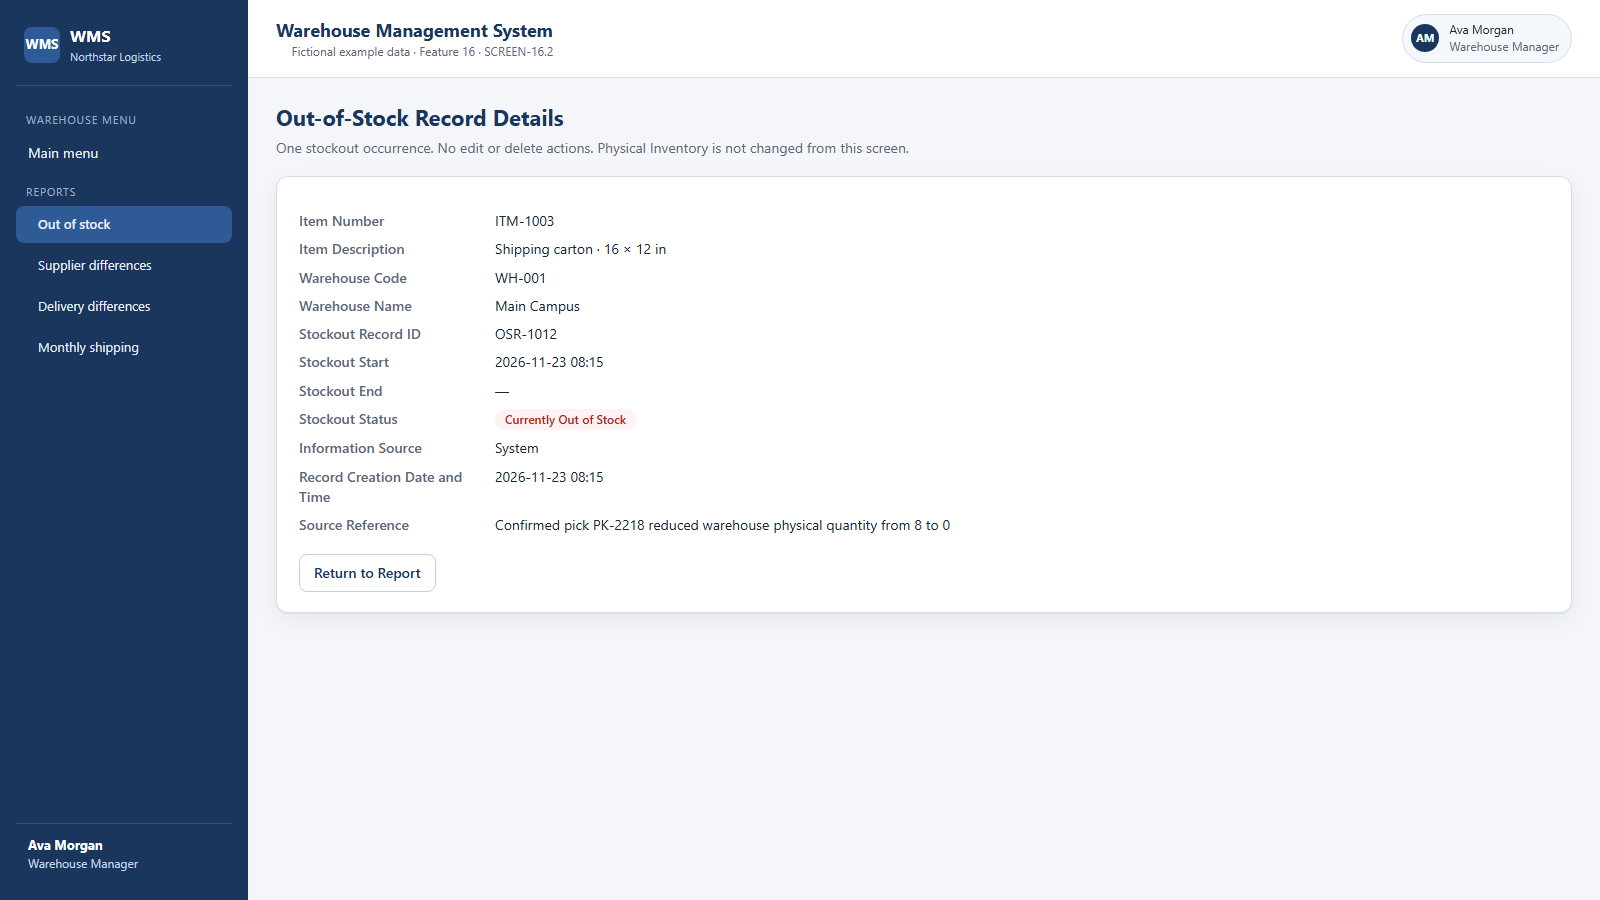 WMS
WMS
Northstar Logistics
WAREHOUSE MENU
Main menu
REPORTS
Out of stock
Supplier differences
Delivery differences
Monthly shipping
Ava Morgan
Warehouse Manager
Warehouse Management System
Fictional example data · Feature 16 · SCREEN-16.2
AM
Ava Morgan
Warehouse Manager
Out-of-Stock Record Details
One stockout occurrence. No edit or delete actions. Physical Inventory is not changed from this screen.
Item Number ITM-1003
Item Description Shipping carton · 16 × 12 in
Warehouse Code WH-001
Warehouse Name Main Campus
Stockout Record ID OSR-1012
Stockout Start 2026-11-23 08:15
Stockout End —
Stockout Status Currently Out of Stock
Information Source System
Record Creation Date and 2026-11-23 08:15
Time
Source Reference Confirmed pick PK-2218 reduced warehouse physical quantity from 8 to 0
Return to Report